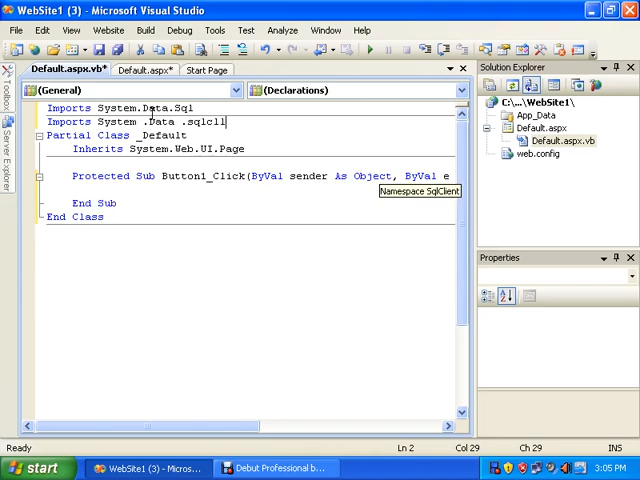 WebSite1 (3) - Microsoft Visual Studio
File Edit View Website Build Debug Data Format Tools Test Analyze Window Help
Default.aspx.vb* Default.aspx* Start Page
(General) (Declarations)
Imports System.Data.Sql
Imports System .Data .sqlcll
Partial Class _Default
Inherits System.Web.UI.Page
Protected Sub Button1_Click(ByVal sender As Object, ByVal e
Namespace SqlClient
End Sub
End Class
Toolbox
Server Explorer
Solution Explorer
C:\...\WebSite1\
App_Data
Default.aspx
Default.aspx.vb
web.config
Properties
Ready Ln 2 Col 29 Ch 29 INS
start WebSite1 (3) - Micros... Debut Professional b... 3:05 PM